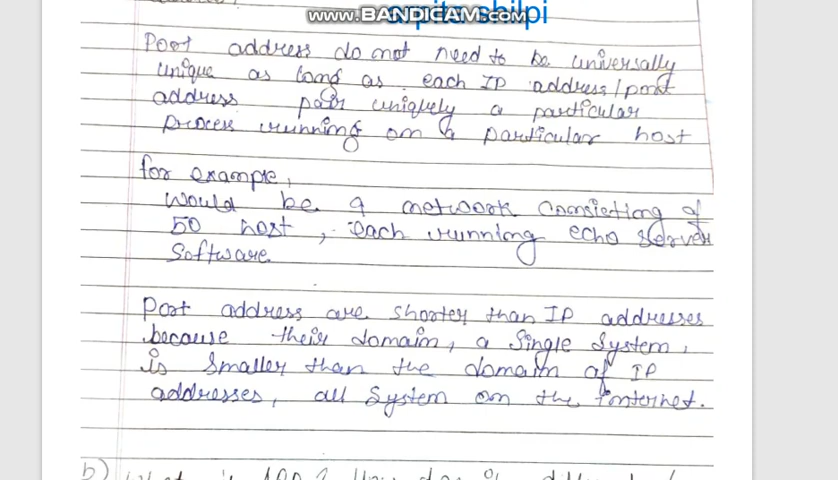 www.BANDICAM.com
shilpi
Port address do not need to be universally
unique as long as each IP address/port
address pair uniquely a particular
process running on a particular host
for example,
Would be a network consisting of
50 host, each running echo server
Software.
Port address are shorter than IP addresses
because their domain, a single system,
is smaller than the domain of IP
addresses, all system on the Internet.
b)